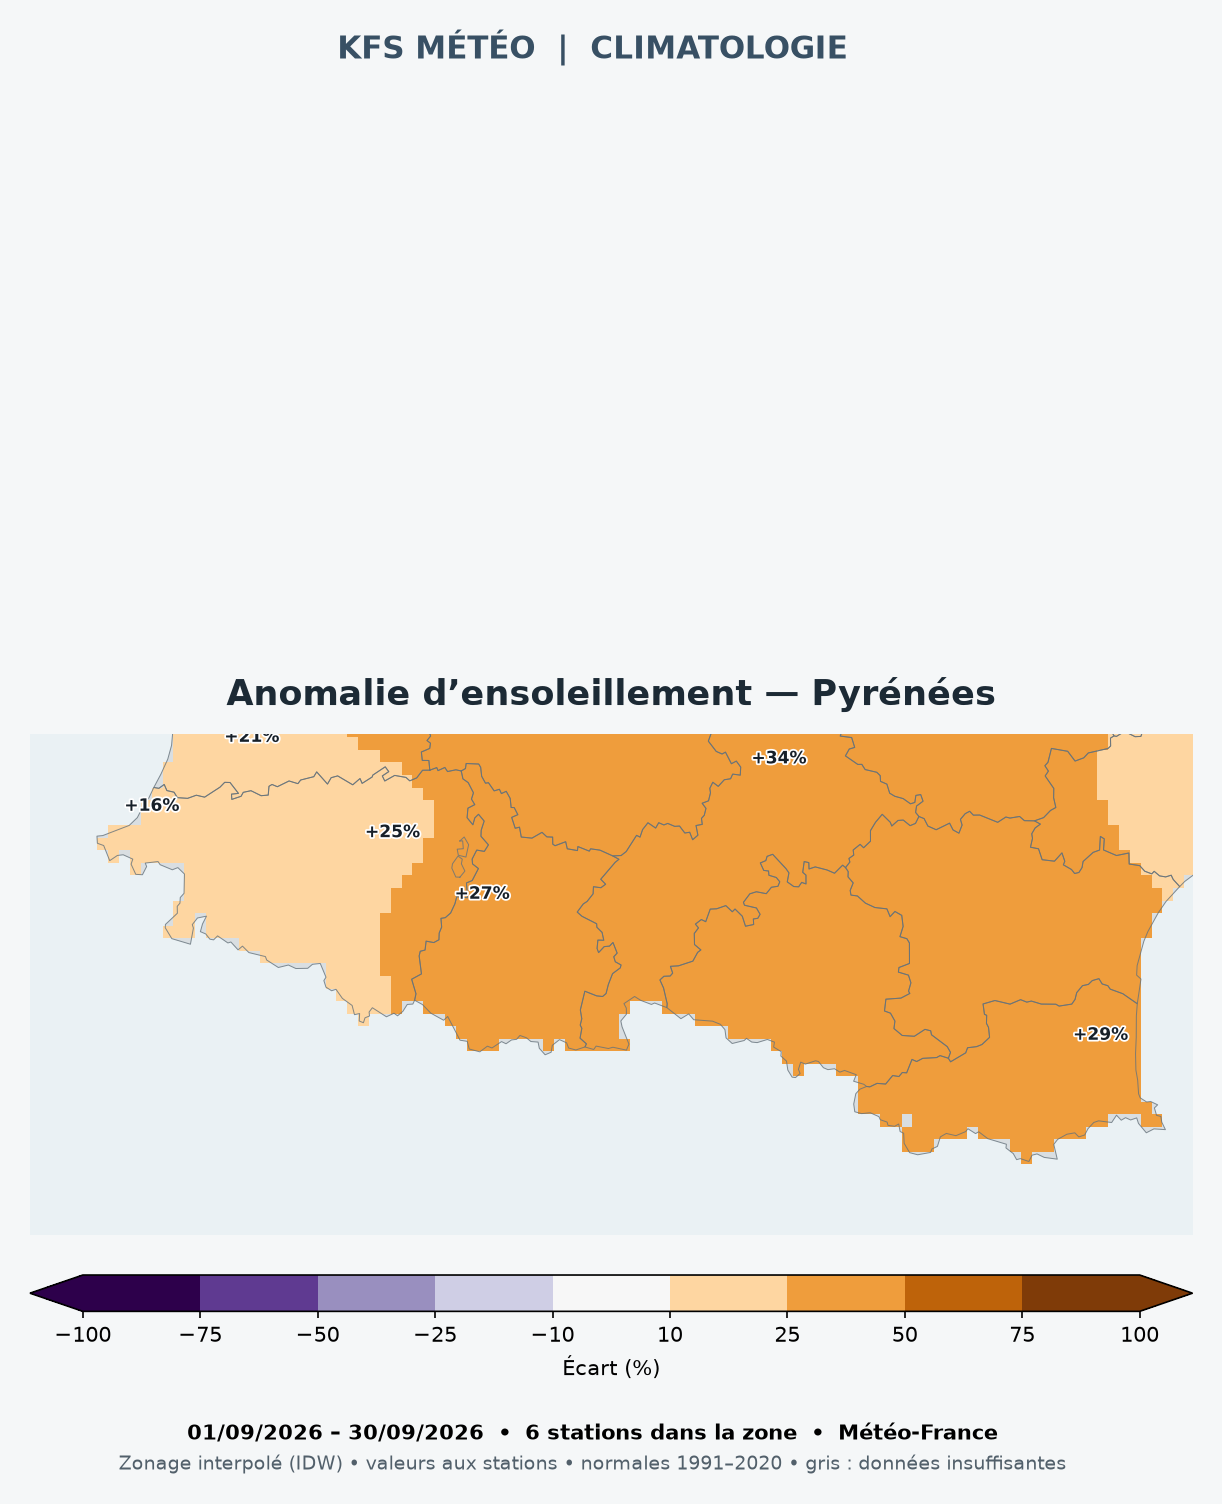 KFS MÉTÉO | CLIMATOLOGIE
Anomalie d’ensoleillement — Pyrénées
+21%
+34%
+16%
+25%
+27%
+29%
−100 −75 −50 −25 −10 10 25 50 75 100
Écart (%)
01/09/2026 – 30/09/2026 • 6 stations dans la zone • Météo-France
Zonage interpolé (IDW) • valeurs aux stations • normales 1991–2020 • gris : données insuffisantes